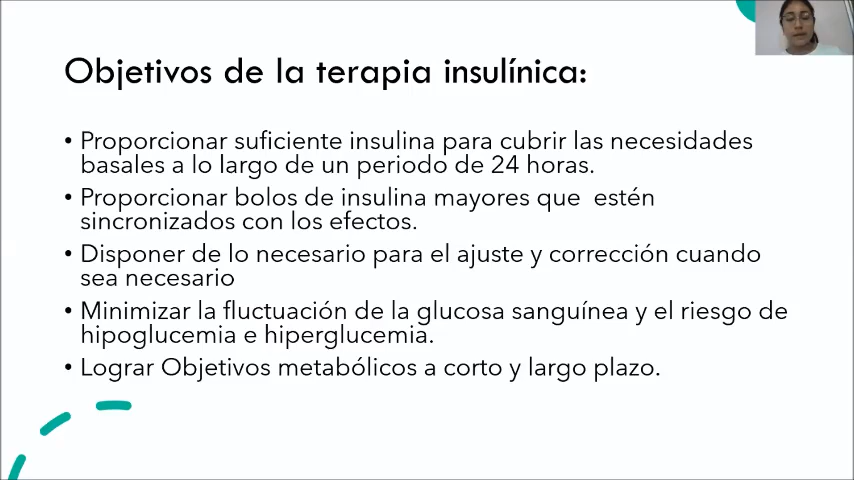 Objetivos de la terapia insulínica:
• Proporcionar suficiente insulina para cubrir las necesidades
basales a lo largo de un periodo de 24 horas.
• Proporcionar bolos de insulina mayores que  estén
sincronizados con los efectos.
• Disponer de lo necesario para el ajuste y corrección cuando
sea necesario
• Minimizar la fluctuación de la glucosa sanguínea y el riesgo de
hipoglucemia e hiperglucemia.
• Lograr Objetivos metabólicos a corto y largo plazo.